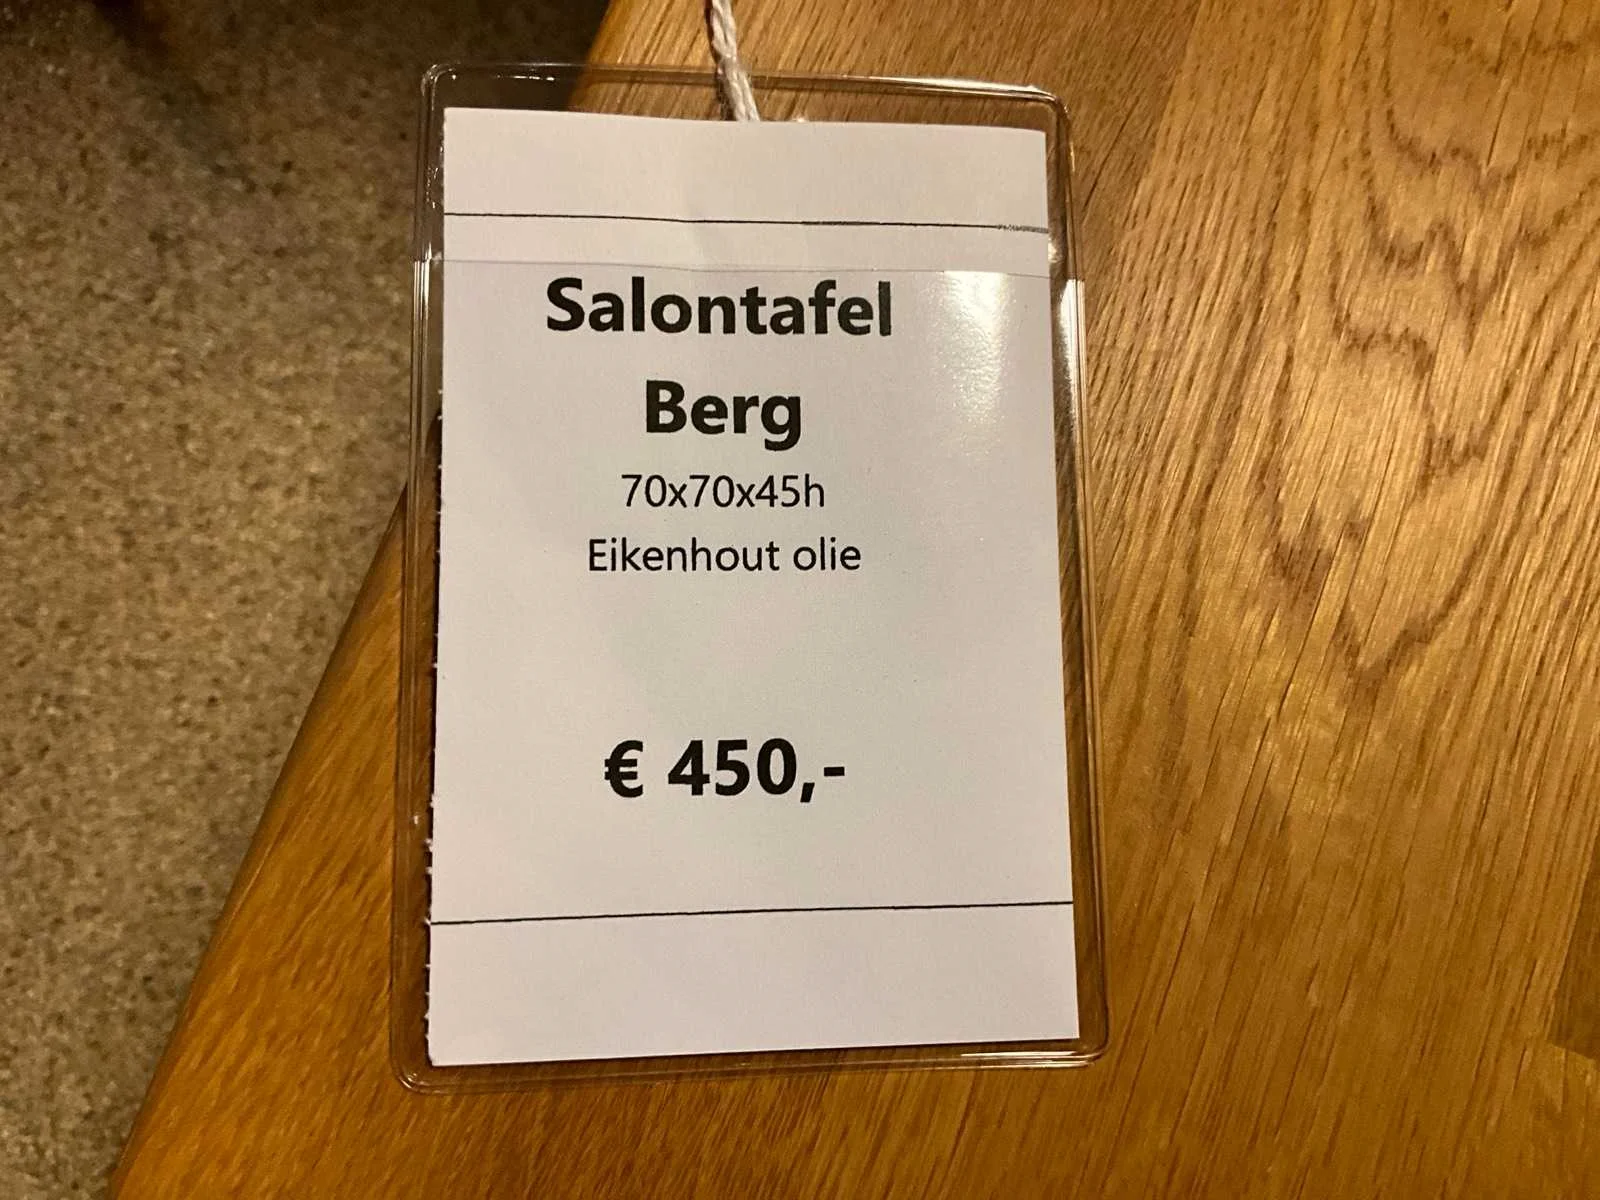 Salontafel
Berg
70x70x45h
Eikenhout olie
€ 450,-